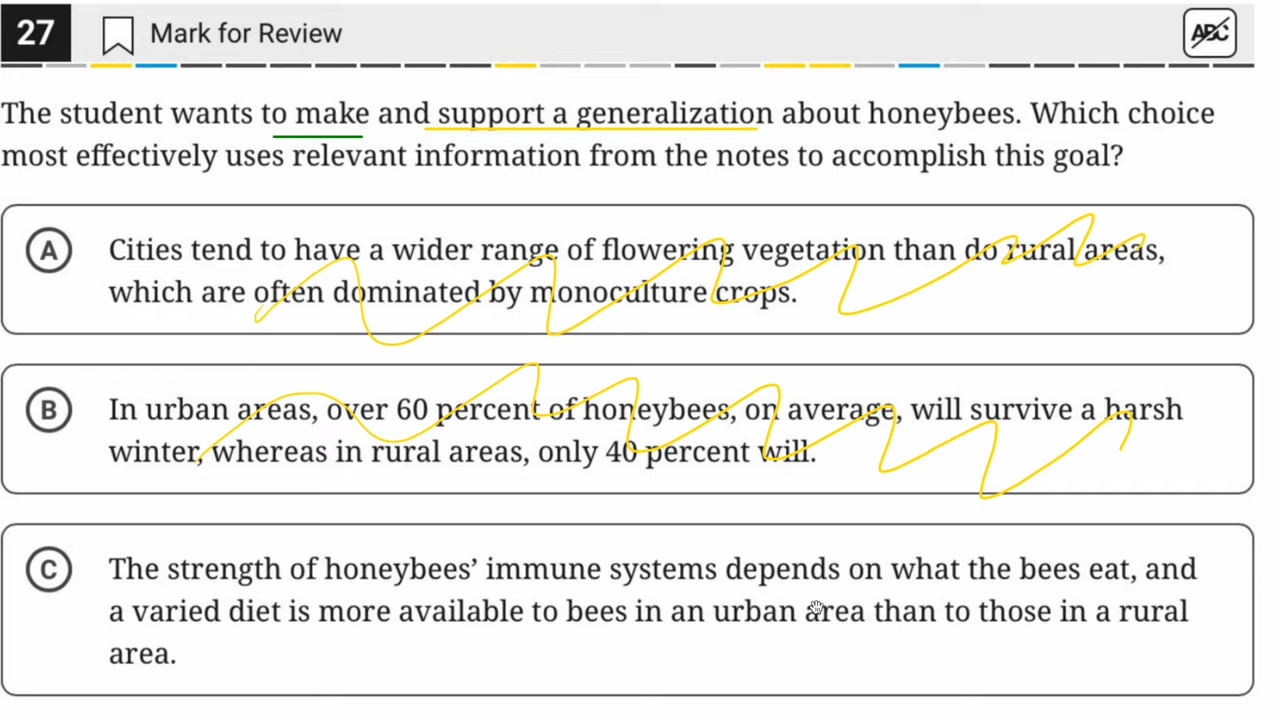 27 Mark for Review ABC
The student wants to make and support a generalization about honeybees. Which choice
most effectively uses relevant information from the notes to accomplish this goal?
A Cities tend to have a wider range of flowering vegetation than do rural areas,
which are often dominated by monoculture crops.
B In urban areas, over 60 percent of honeybees, on average, will survive a harsh
winter, whereas in rural areas, only 40 percent will.
C The strength of honeybees’ immune systems depends on what the bees eat, and
a varied diet is more available to bees in an urban area than to those in a rural
area.